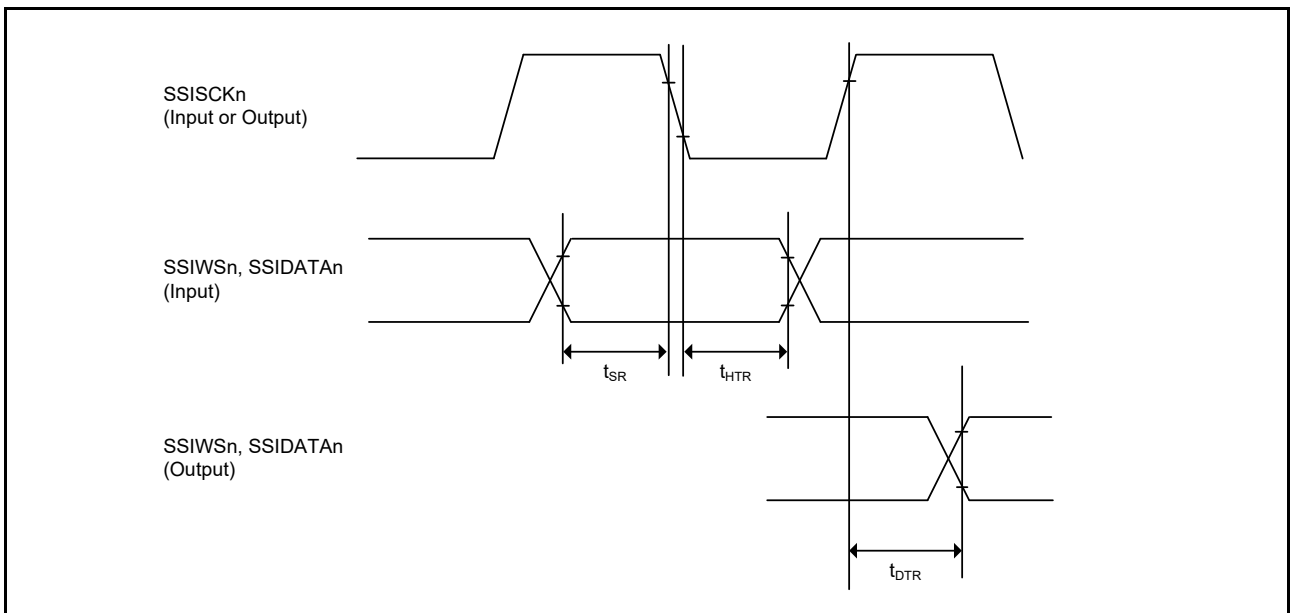 SSISCKn
(Input or Output)
SSIWSn, SSIDATAn
(Input)
tSR
tHTR
SSIWSn, SSIDATAn
(Output)
tDTR